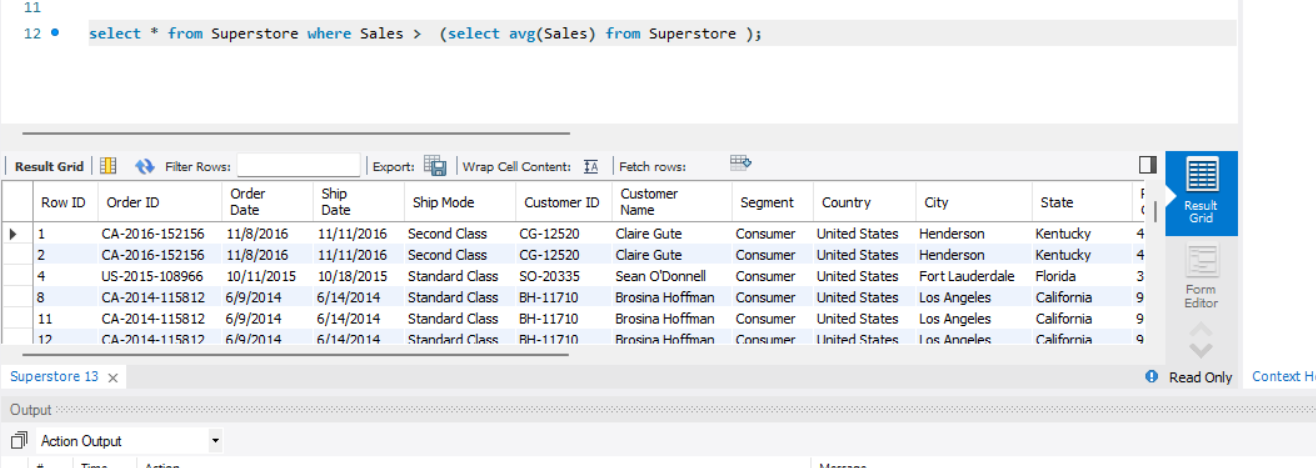 11
12 select * from Superstore where Sales > (select avg(Sales) from Superstore );
Result Grid Filter Rows: Export: Wrap Cell Content: Fetch rows:
Row ID Order ID Order Date Ship Date Ship Mode Customer ID Customer Name Segment Country City State
1 CA-2016-152156 11/8/2016 11/11/2016 Second Class CG-12520 Claire Gute Consumer United States Henderson Kentucky 4
2 CA-2016-152156 11/8/2016 11/11/2016 Second Class CG-12520 Claire Gute Consumer United States Henderson Kentucky 4
4 US-2015-108966 10/11/2015 10/18/2015 Standard Class SO-20335 Sean O'Donnell Consumer United States Fort Lauderdale Florida 3
8 CA-2014-115812 6/9/2014 6/14/2014 Standard Class BH-11710 Brosina Hoffman Consumer United States Los Angeles California 9
11 CA-2014-115812 6/9/2014 6/14/2014 Standard Class BH-11710 Brosina Hoffman Consumer United States Los Angeles California 9
12 CA-2014-115812 6/9/2014 6/14/2014 Standard Class BH-11710 Brosina Hoffman Consumer United States Los Angeles California 9
Result
Grid
Form
Editor
Superstore 13 Read Only Context
Output
Action Output
# Time Action Message